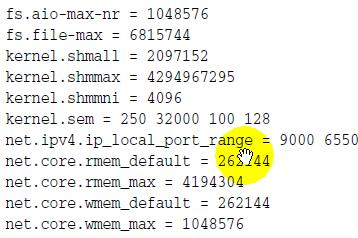 fs.aio-max-nr = 1048576
fs.file-max = 6815744
kernel.shmall = 2097152
kernel.shmmax = 4294967295
kernel.shmmni = 4096
kernel.sem = 250 32000 100 128
net.ipv4.ip_local_port_range = 9000 6550
net.core.rmem_default = 262144
net.core.rmem_max = 4194304
net.core.wmem_default = 262144
net.core.wmem_max = 1048576